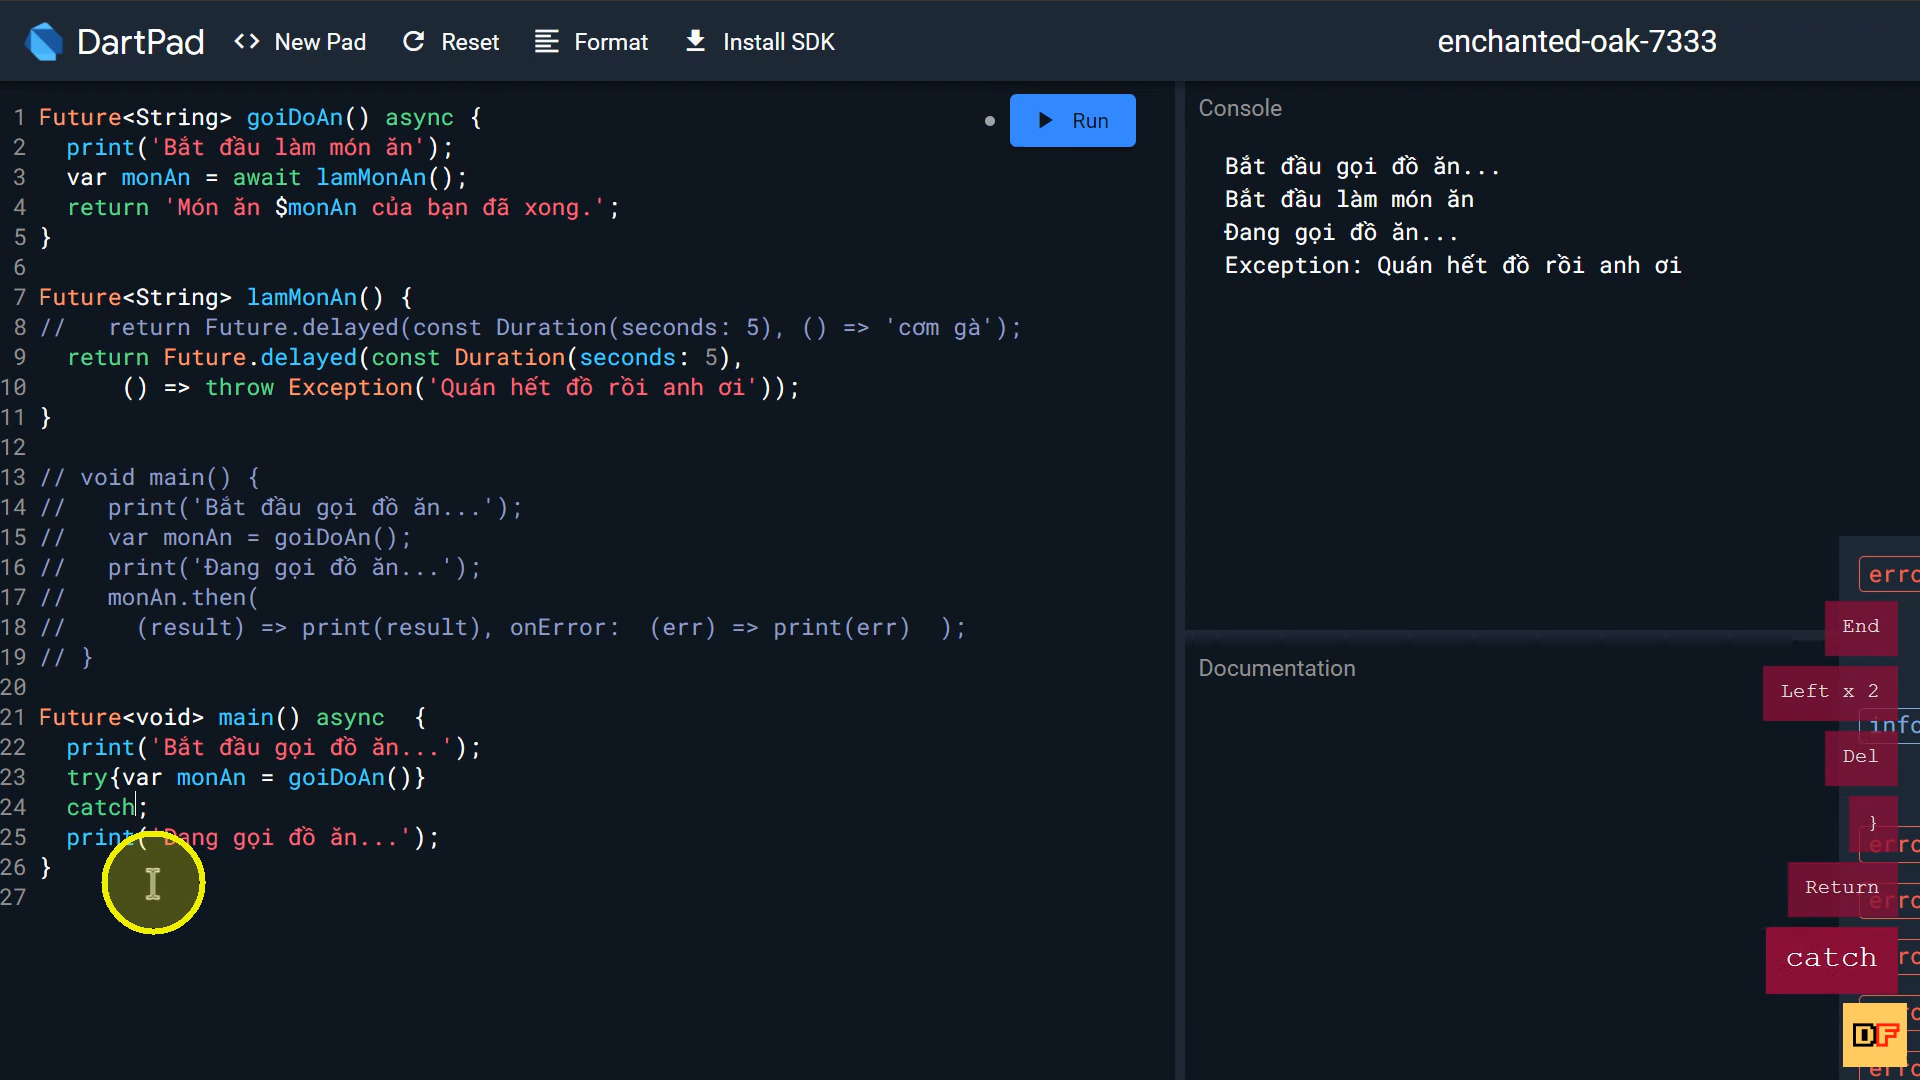 DartPad <> New Pad Reset Format Install SDK enchanted-oak-7333
1 Future<String> goiDoAn() async {
2   print('Bắt đầu làm món ăn');
3   var monAn = await lamMonAn();
4   return 'Món ăn $monAn của bạn đã xong.';
5 }
6
7 Future<String> lamMonAn() {
8 //   return Future.delayed(const Duration(seconds: 5), () => 'cơm gà');
9   return Future.delayed(const Duration(seconds: 5),
10       () => throw Exception('Quán hết đồ rồi anh ơi'));
11 }
12
13 // void main() {
14 //   print('Bắt đầu gọi đồ ăn...');
15 //   var monAn = goiDoAn();
16 //   print('Đang gọi đồ ăn...');
17 //   monAn.then(
18 //     (result) => print(result), onError:  (err) => print(err)  );
19 // }
20
21 Future<void> main() async  {
22   print('Bắt đầu gọi đồ ăn...');
23   try{var monAn = goiDoAn()}
24   catch;
25   print('Đang gọi đồ ăn...');
26 }
27
Run
Console
Bắt đầu gọi đồ ăn...
Bắt đầu làm món ăn
Đang gọi đồ ăn...
Exception: Quán hết đồ rồi anh ơi
Documentation
erro
End
Left x 2
info
Del
}
erro
Return
erro
catch
ro
DF
erro